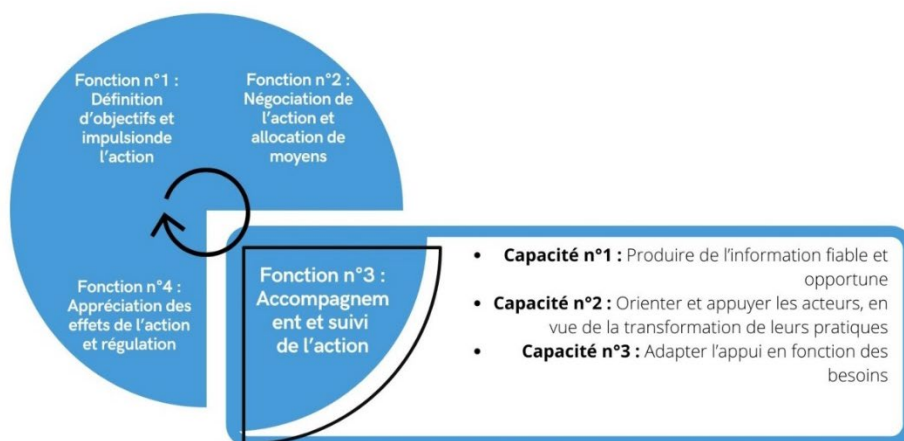 Fonction n°1 :
Définition
d'objectifs et
impulsionde
l'action
Fonction n°2 :
Négociation de
l'action et
allocation de
moyens
Fonction n°3 :
Accompagnem
ent et suivi
de l'action
Fonction n°4 :
Appréciation des
effets de l'action
et régulation
• Capacité n°1 : Produire de l'information fiable et
opportune
• Capacité n°2 : Orienter et appuyer les acteurs, en
vue de la transformation de leurs pratiques
• Capacité n°3 : Adapter l'appui en fonction des
besoins